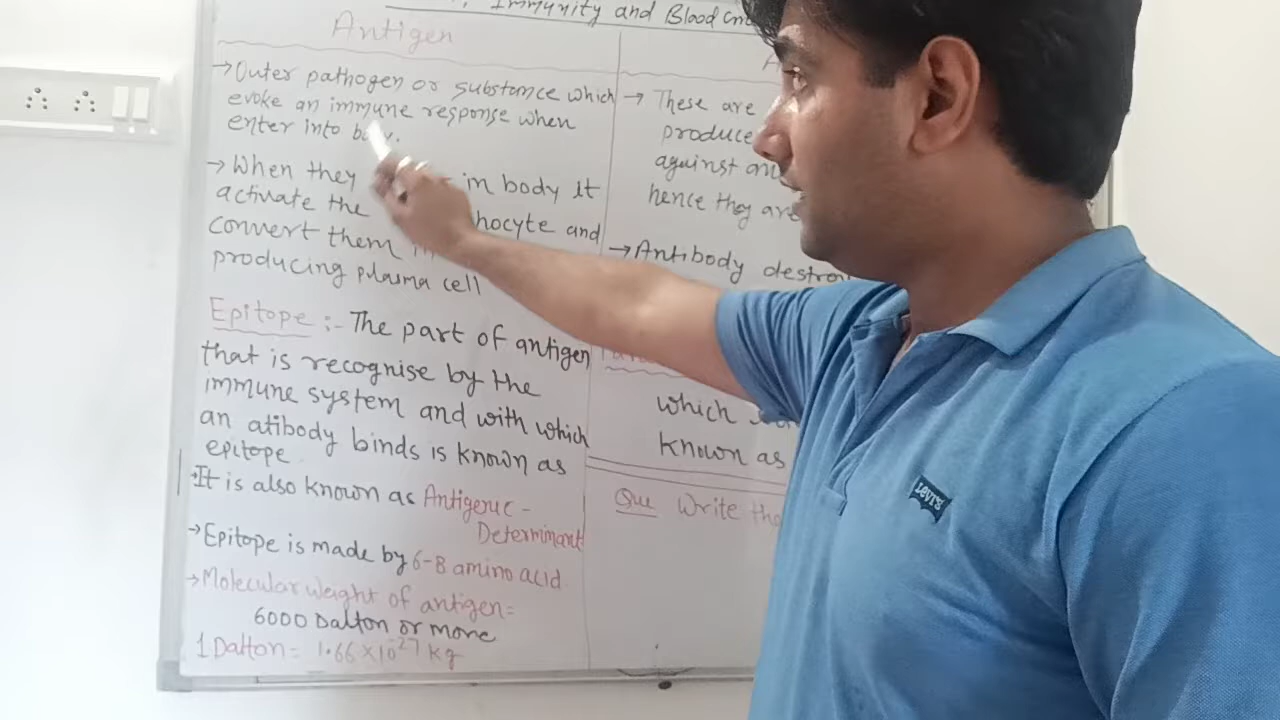 Immunity and Blood
Antigen
→ Outer pathogen or substance which
evoke an immune response when
enter into
→ When they in body it
activate the and
convert them
producing plasma cell
Epitope :- The part of antigen
that is recognise by the
immune system and with which
an atibody binds is known as
epitope
It is also known as Antigenic-
Determinant
→ Epitope is made by 6-8 amino acid
→ Molecular weight of antigen=
6000 Dalton or more
1 Dalton = 1.66 × 10⁻²⁷ kg
→ These are
produce
against
hence they are
→ Antibody
which
known as
Que Write
Levi's